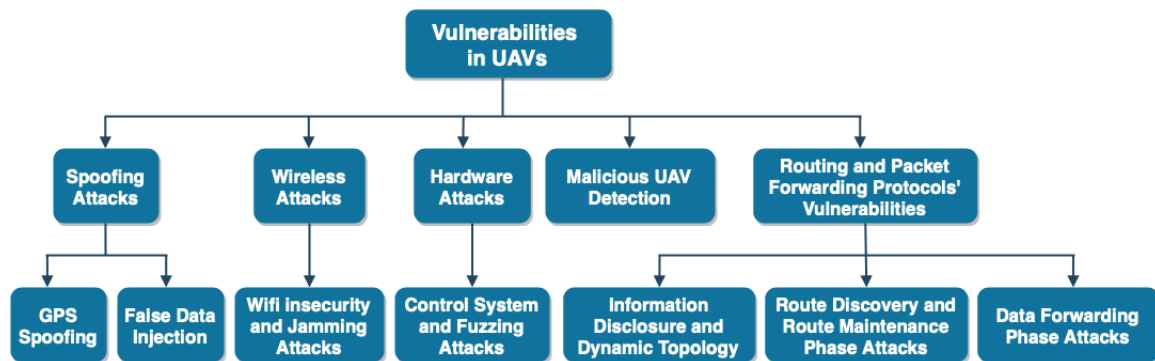 Vulnerabilities
in UAVs
Spoofing
Attacks
Wireless
Attacks
Hardware
Attacks
Malicious UAV
Detection
Routing and Packet
Forwarding Protocols'
Vulnerabilities
GPS
Spoofing
False Data
Injection
Wifi insecurity
and Jamming
Attacks
Control System
and Fuzzing
Attacks
Information
Disclosure and
Dynamic Topology
Route Discovery and
Route Maintenance
Phase Attacks
Data Forwarding
Phase Attacks